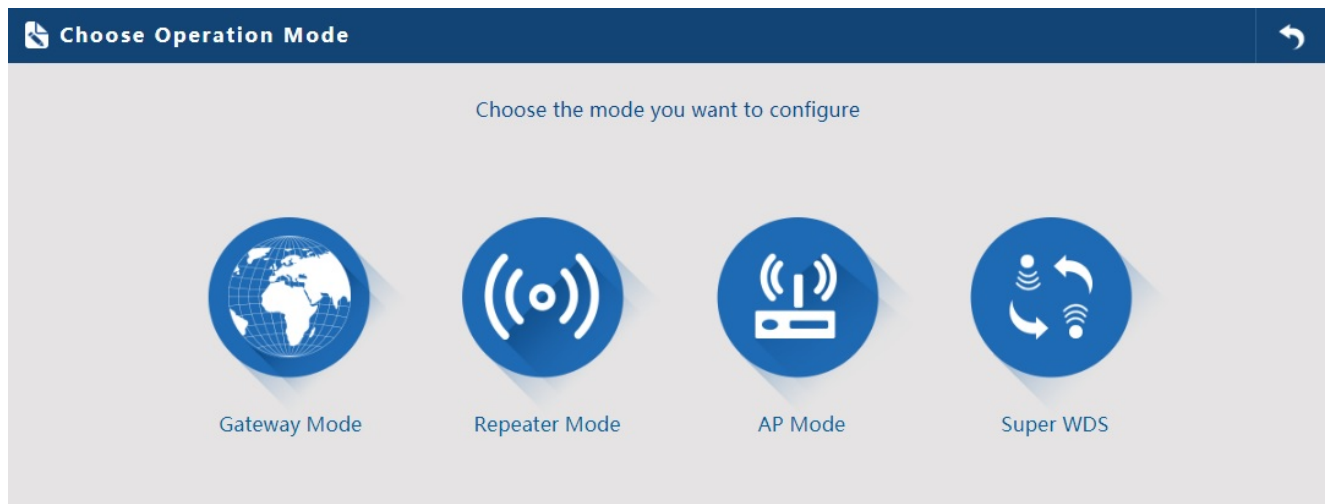 Choose Operation Mode
Choose the mode you want to configure
Gateway Mode
Repeater Mode
AP Mode
Super WDS